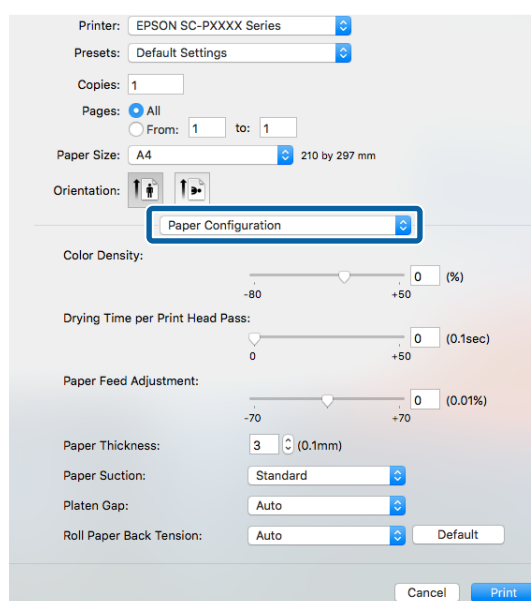 Printer: EPSON SC-PXXXX Series
Presets: Default Settings
Copies: 1
Pages: All
From: 1 to: 1
Paper Size: A4 210 by 297 mm
Orientation:
Paper Configuration
Color Density:
0 (%)
-80 +50
Drying Time per Print Head Pass:
0 (0.1sec)
0 +50
Paper Feed Adjustment:
0 (0.01%)
-70 +70
Paper Thickness: 3 (0.1mm)
Paper Suction: Standard
Platen Gap: Auto
Roll Paper Back Tension: Auto Default
Cancel Print